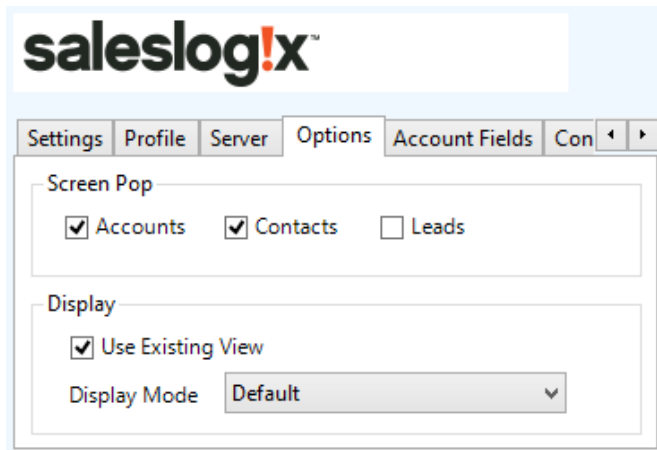 saleslog!x™
Settings Profile Server Options Account Fields Con
Screen Pop
Accounts Contacts Leads
Display
Use Existing View
Display Mode Default